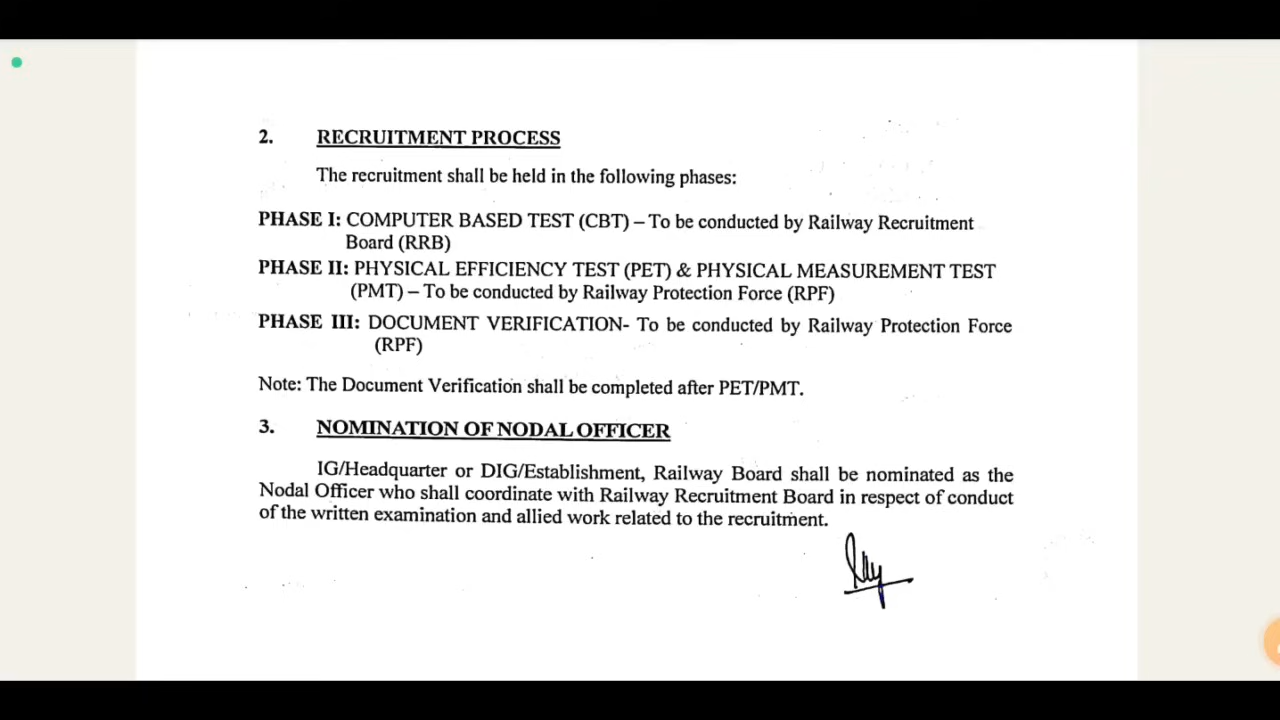 2. RECRUITMENT PROCESS
The recruitment shall be held in the following phases:
PHASE I: COMPUTER BASED TEST (CBT) – To be conducted by Railway Recruitment
Board (RRB)
PHASE II: PHYSICAL EFFICIENCY TEST (PET) & PHYSICAL MEASUREMENT TEST
(PMT) – To be conducted by Railway Protection Force (RPF)
PHASE III: DOCUMENT VERIFICATION- To be conducted by Railway Protection Force
(RPF)
Note: The Document Verification shall be completed after PET/PMT.
3. NOMINATION OF NODAL OFFICER
IG/Headquarter or DIG/Establishment, Railway Board shall be nominated as the
Nodal Officer who shall coordinate with Railway Recruitment Board in respect of conduct
of the written examination and allied work related to the recruitment.